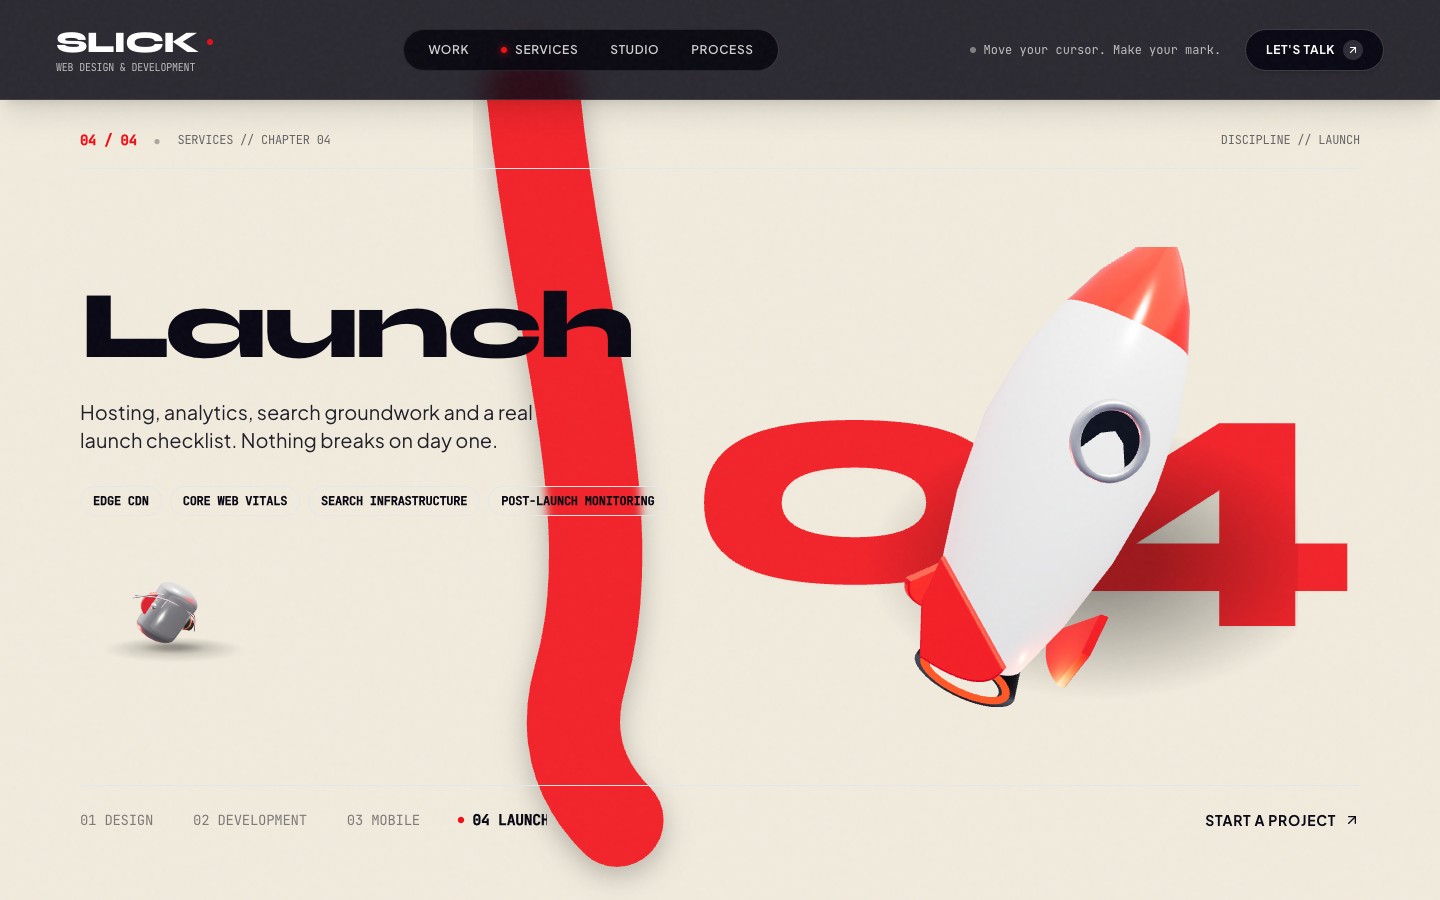 SLICK
WEB DESIGN & DEVELOPMENT
WORK
SERVICES
STUDIO
PROCESS
Move your cursor. Make your mark.
LET'S TALK
04 / 04
SERVICES // CHAPTER 04
DISCIPLINE // LAUNCH
Launch
Hosting, analytics, search groundwork and a real
launch checklist. Nothing breaks on day one.
EDGE CDN
CORE WEB VITALS
SEARCH INFRASTRUCTURE
POST-LAUNCH MONITORING
04
01 DESIGN
02 DEVELOPMENT
03 MOBILE
04 LAUNCH
START A PROJECT